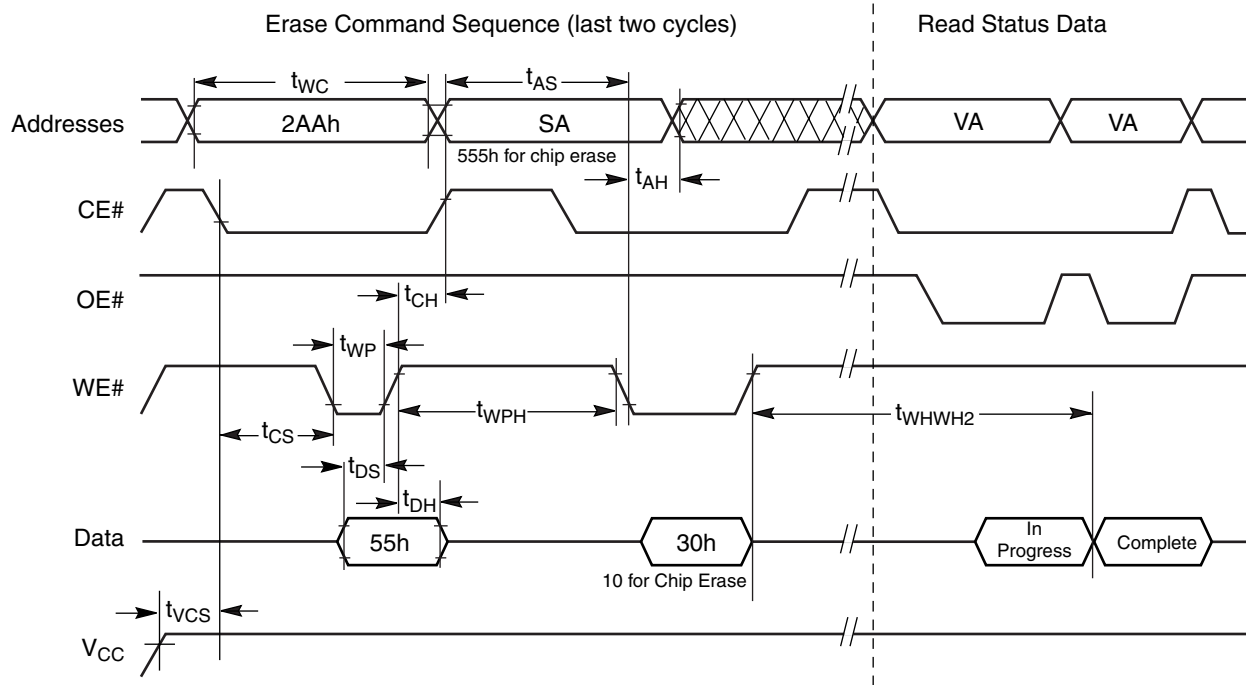 Erase Command Sequence (last two cycles)
Read Status Data
tWC
tAS
Addresses
2AAh
SA
VA
VA
555h for chip erase
tAH
CE#
OE#
tCH
tWP
WE#
tWPH
tWHWH2
tCS
tDS
tDH
Data
55h
30h
In
Progress
Complete
10 for Chip Erase
tVCS
VCC